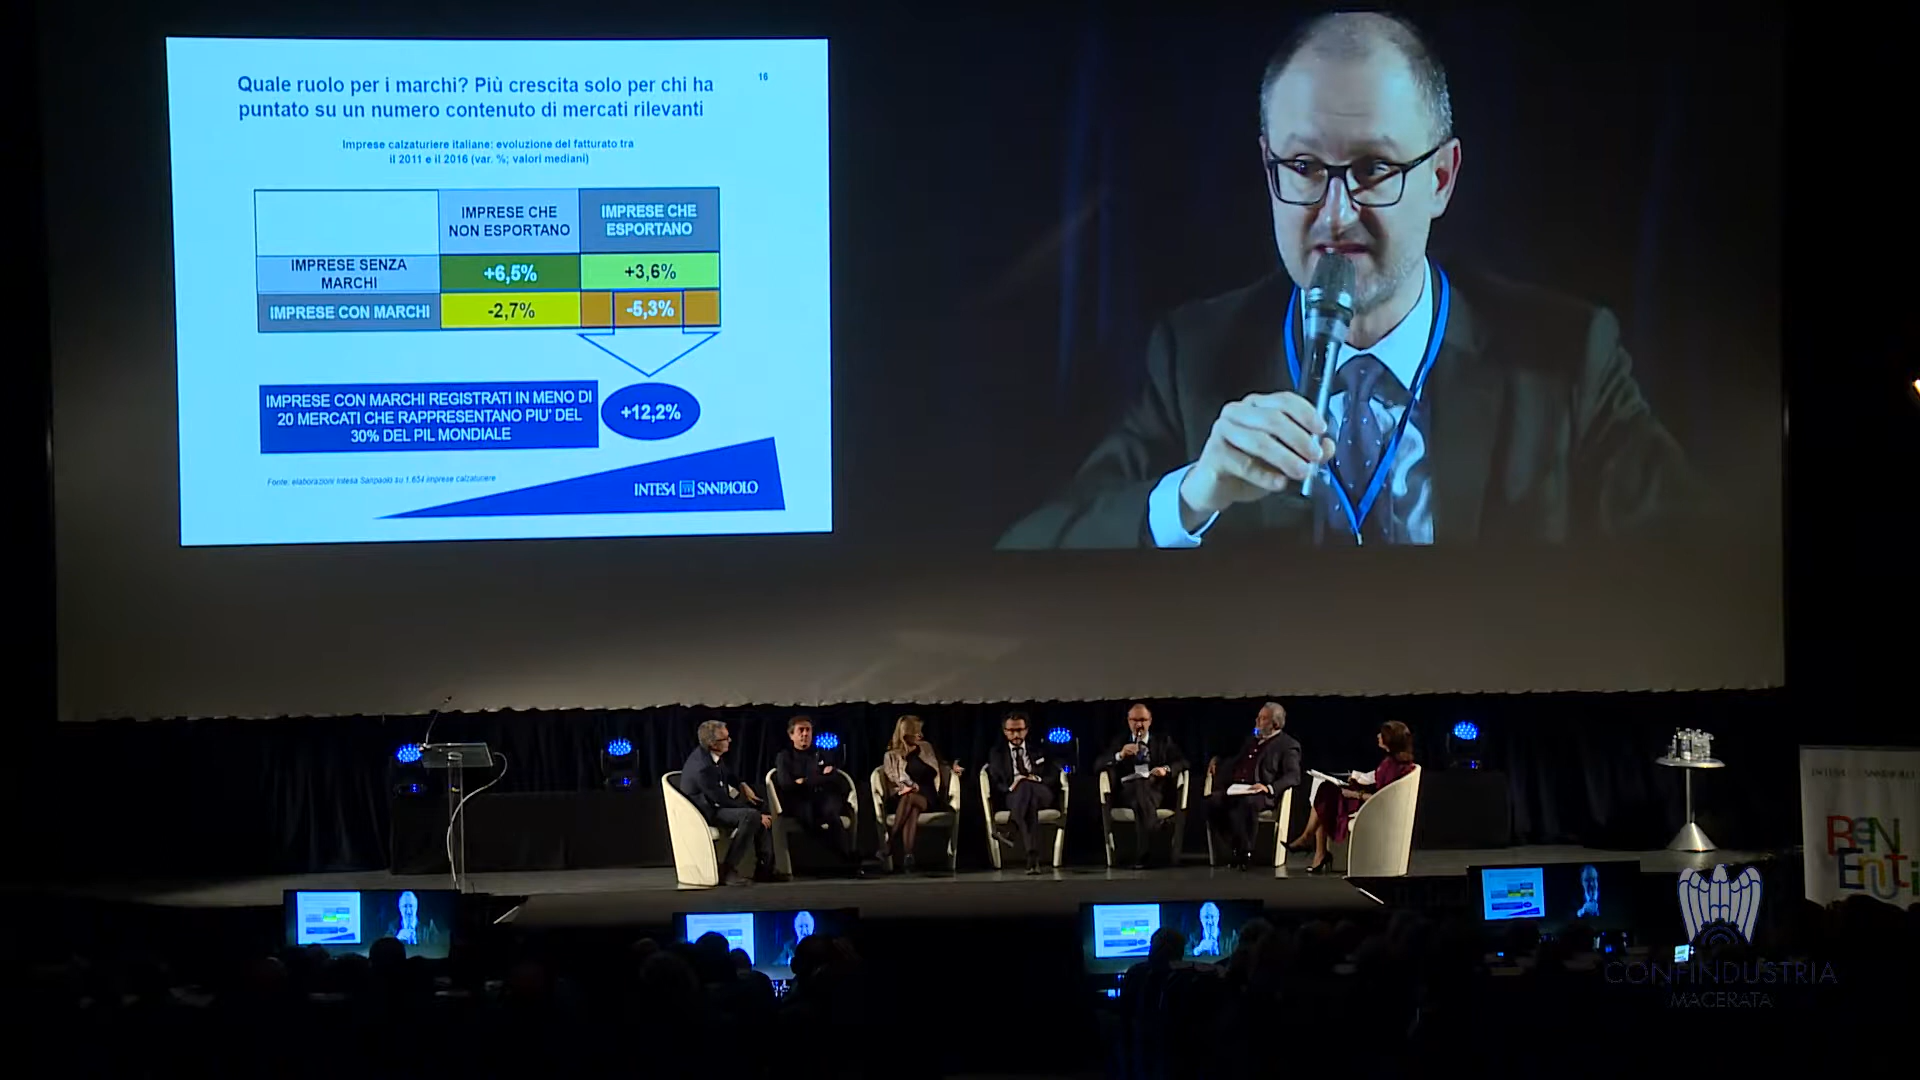 Quale ruolo per i marchi? Più crescita solo per chi ha
puntato su un numero contenuto di mercati rilevanti
16
Imprese calzaturiere italiane: evoluzione del fatturato tra
il 2011 e il 2016 (var. %; valori mediani)
IMPRESE CHE
NON ESPORTANO
IMPRESE CHE
ESPORTANO
IMPRESE SENZA
MARCHI
+6,5%
+3,6%
IMPRESE CON MARCHI
-2,7%
-5,3%
IMPRESE CON MARCHI REGISTRATI IN MENO DI
20 MERCATI CHE RAPPRESENTANO PIU' DEL
30% DEL PIL MONDIALE
+12,2%
Fonte: elaborazioni Intesa Sanpaolo su 1.654 imprese calzaturiere
INTESA SANPAOLO
INTESA SANPAOLO
CONFINDUSTRIA
MACERATA